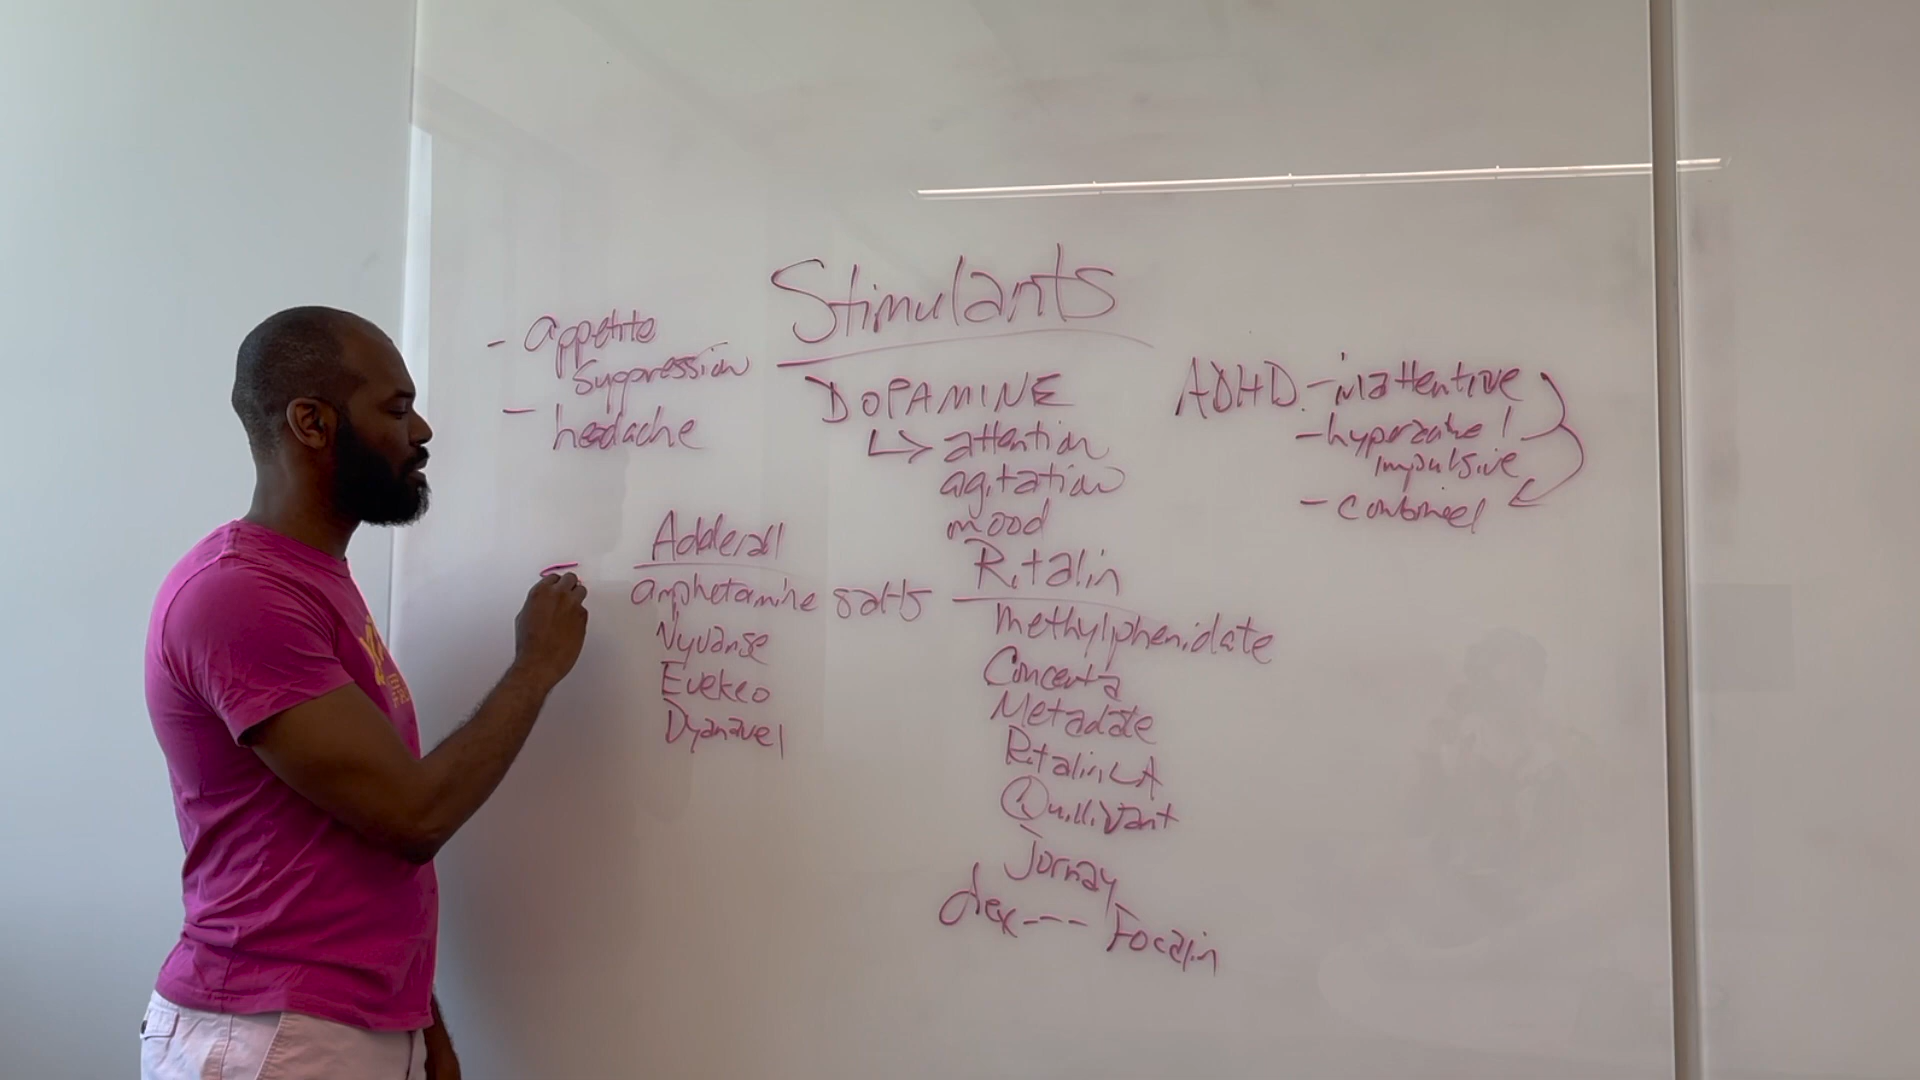 Stimulants
- appetite
suppression
- headache
DOPAMINE
↳ attention
agitation
mood
ADHD - inattentive
- hyperactive /
impulsive
- combined
Adderall
amphetamine salts
Vyvanse
Evekeo
Dyanavel
Ritalin
methylphenidate
Concerta
Metadate
Ritalin LA
Quillivant
Jornay
dex--- Focalin